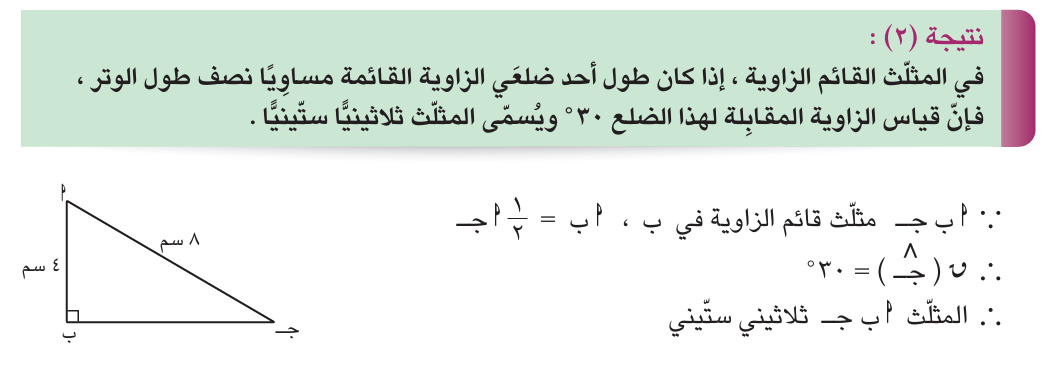 نتيجة (٢) :
في المثلّث القائم الزاوية ، إذا كان طول أحد ضلعَي الزاوية القائمة مساوِيًا نصف طول الوتر ،
فإنّ قياس الزاوية المقابِلة لهذا الضلع ٣٠° ويُسمّى المثلّث ثلاثينيًّا ستّينيًّا .
∵ أ ب جـ مثلّث قائم الزاوية في ب ، أ ب = ١/٢ أ جـ
∴ ن ( جـ^ ) = ٣٠°
∴ المثلّث أ ب جـ ثلاثيني ستّيني
أ
٨ سم
٤ سم
ب
جـ